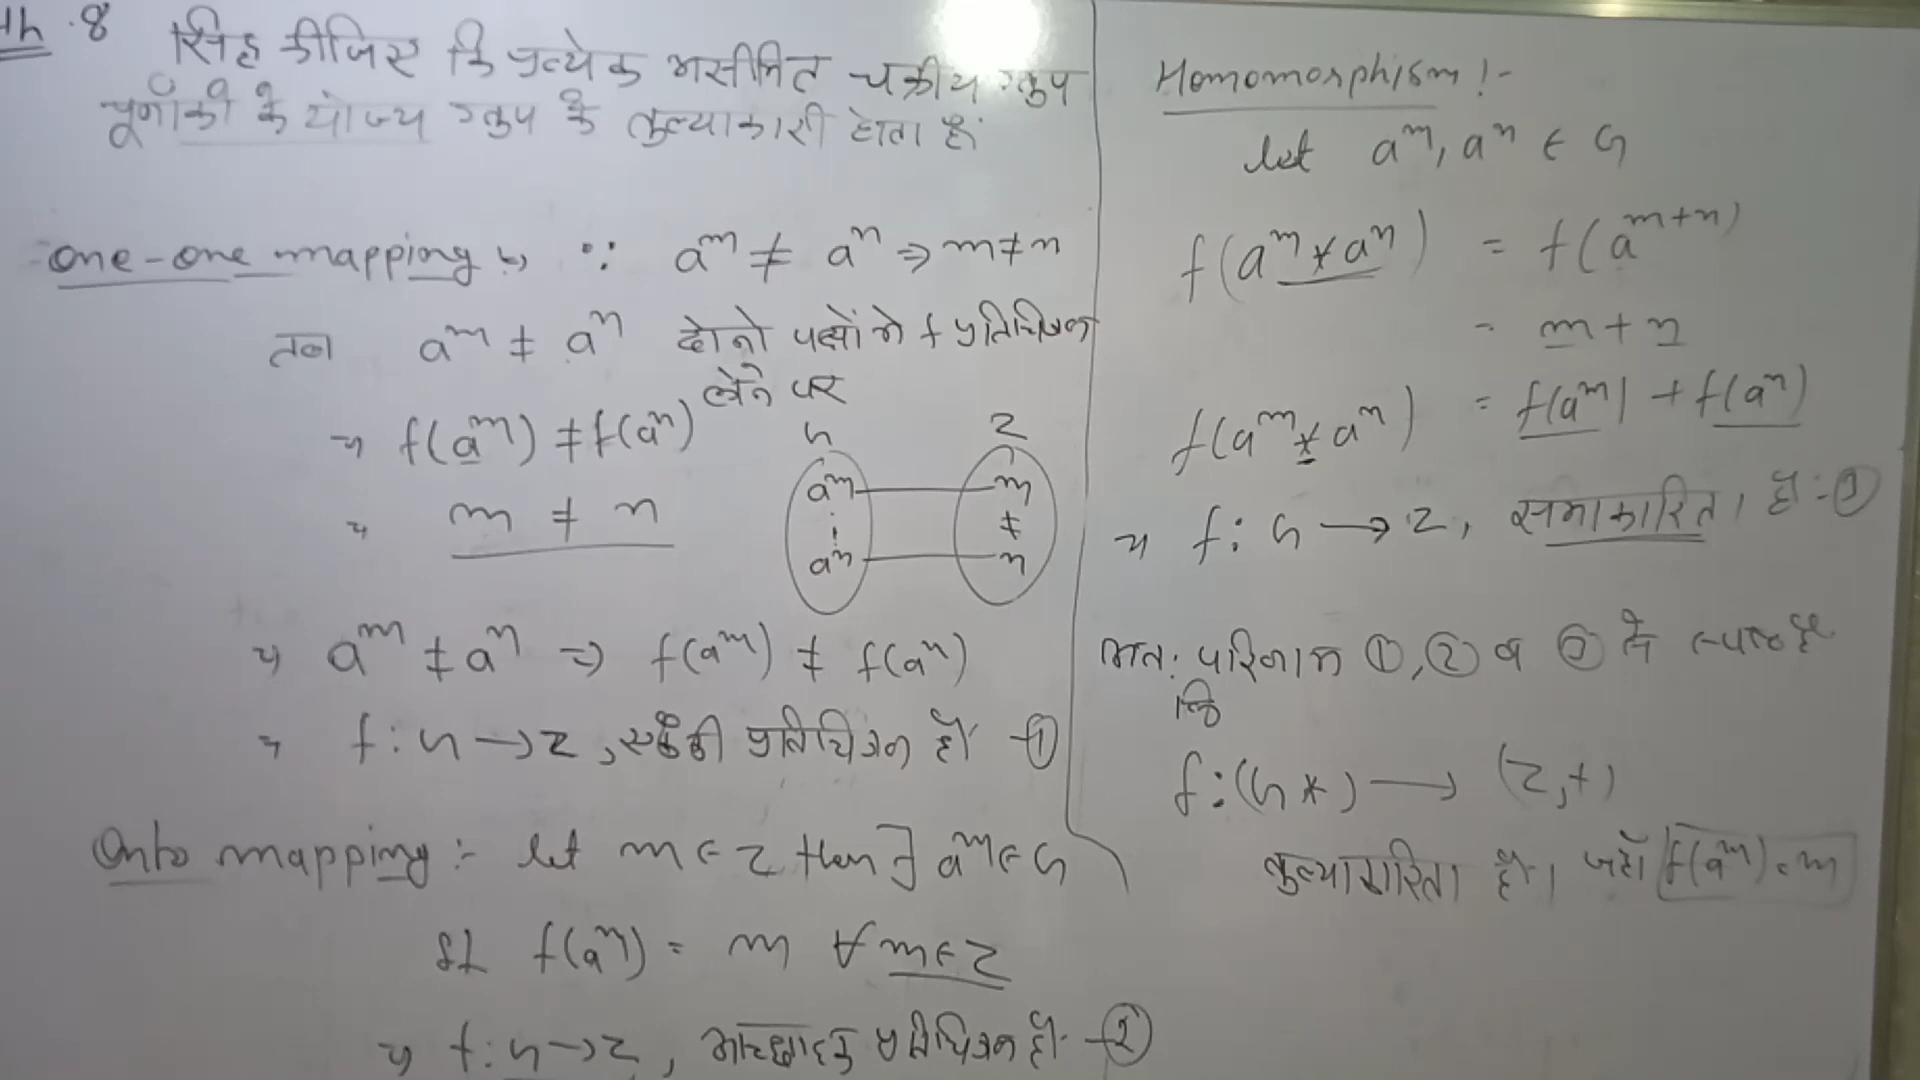 Th. 8 सिद्ध कीजिए कि प्रत्येक असीमित चक्रीय ग्रुप
पूर्णांकों के योज्य ग्रुप के तुल्याकारी होता है।
one-one mapping ⇒ ∵ a^m ≠ a^n ⇒ m ≠ n
तब a^m ≠ a^n दोनो पक्षों मे f प्रतिचित्रण
लेने पर
⇒ f(a^m) ≠ f(a^n)
⇒ m ≠ n
G Z
a^m m
⋮ ≠
a^n n
⇒ a^m ≠ a^n ⇒ f(a^m) ≠ f(a^n)
⇒ f : G → Z, एकैकी प्रतिचित्रण है। -①
Onto mapping :- let m ∈ Z then ∃ a^m ∈ G
st f(a^m) = m ∀ m ∈ Z
⇒ f : G → Z, आच्छादक प्रतिचित्रण है। -②
Homomorphism :-
let a^m, a^n ∈ G
f(a^m * a^n) = f(a^{m+n})
= m + n
f(a^m * a^n) = f(a^m) + f(a^n)
⇒ f : G → Z, समाकारिता है। -③
अतः परिणाम ①, ② व ③ से स्पष्ट है
कि
f : (G *) → (Z, +)
तुल्याकारिता है। जहाँ f(a^m) = m